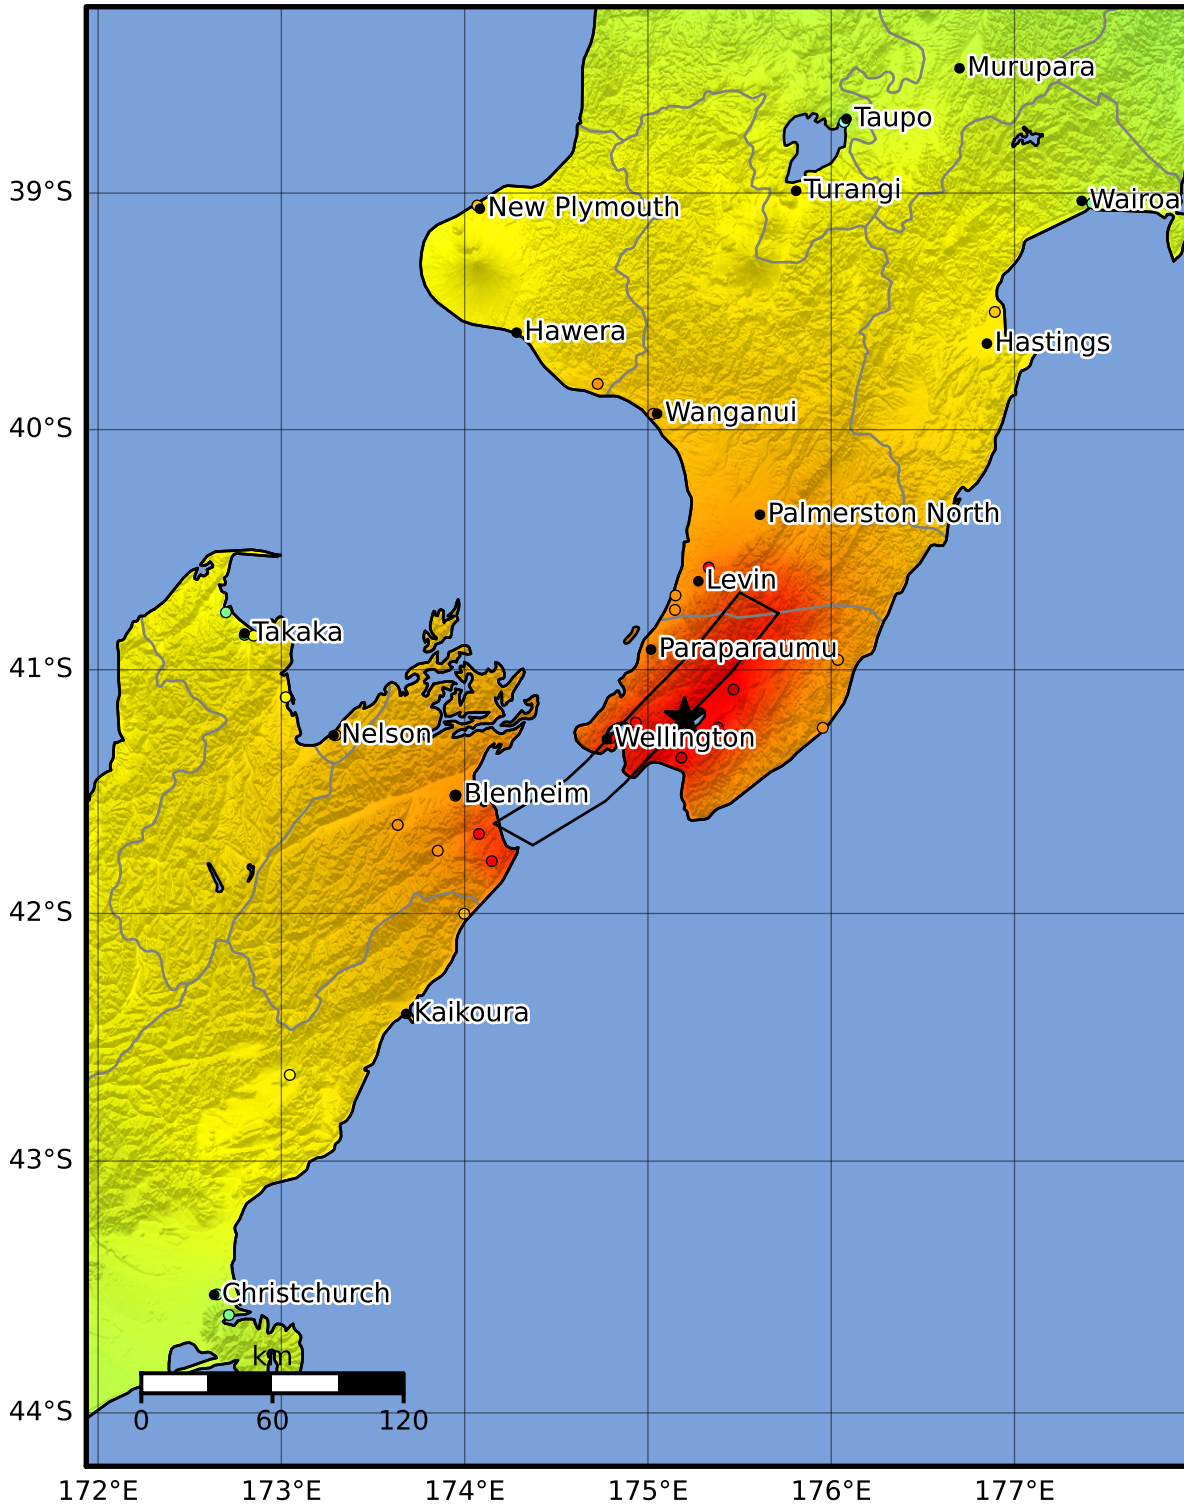 Murupara
Taupo
39°S
Turangi
Wairoa
New Plymouth
Hawera
Hastings
Wanganui
40°S
Palmerston North
Levin
Takaka
Paraparaumu
41°S
Nelson
Wellington
Blenheim
42°S
Kaikoura
43°S
Christchurch
km
44°S
0 60 120
172°E 173°E 174°E 175°E 176°E 177°E